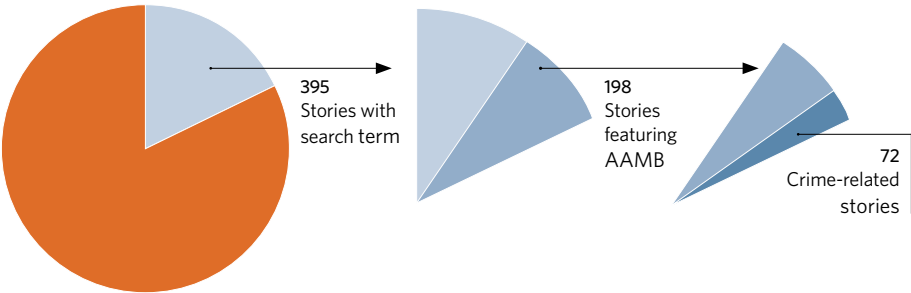 395
Stories with
search term
198
Stories
featuring
AAMB
72
Crime-related
stories